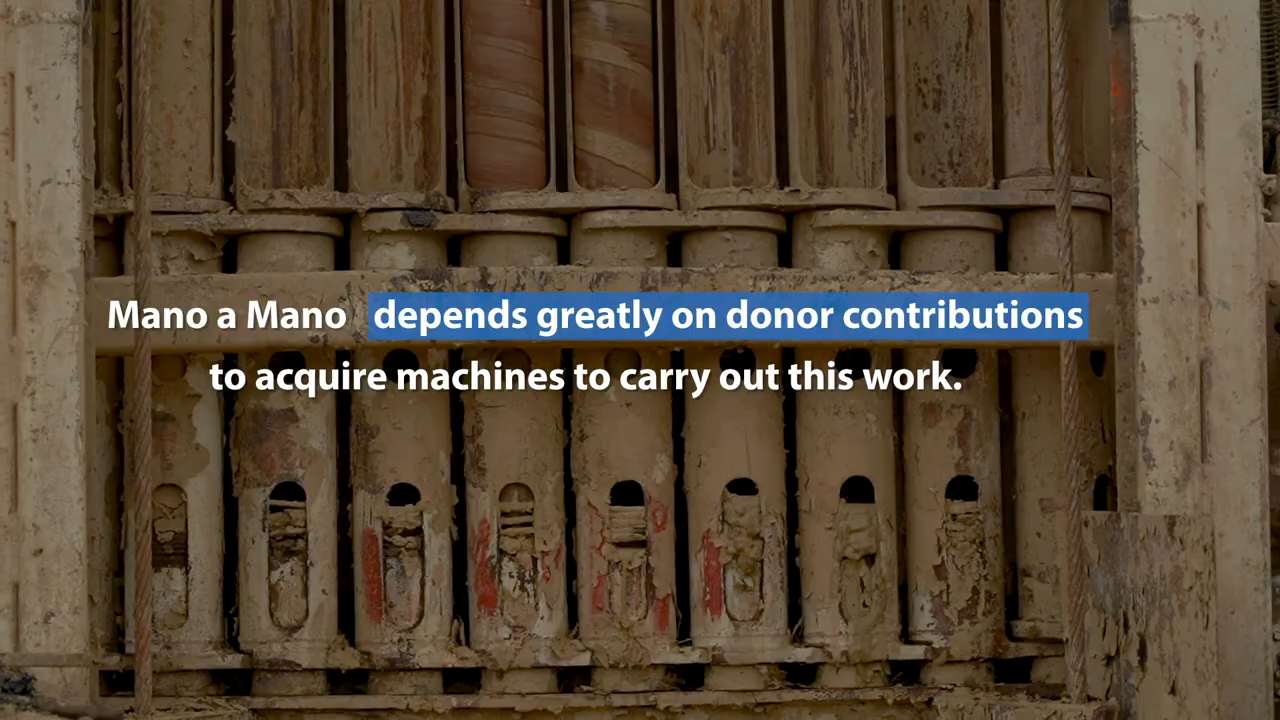 Mano a Mano depends greatly on donor contributions
to acquire machines to carry out this work.